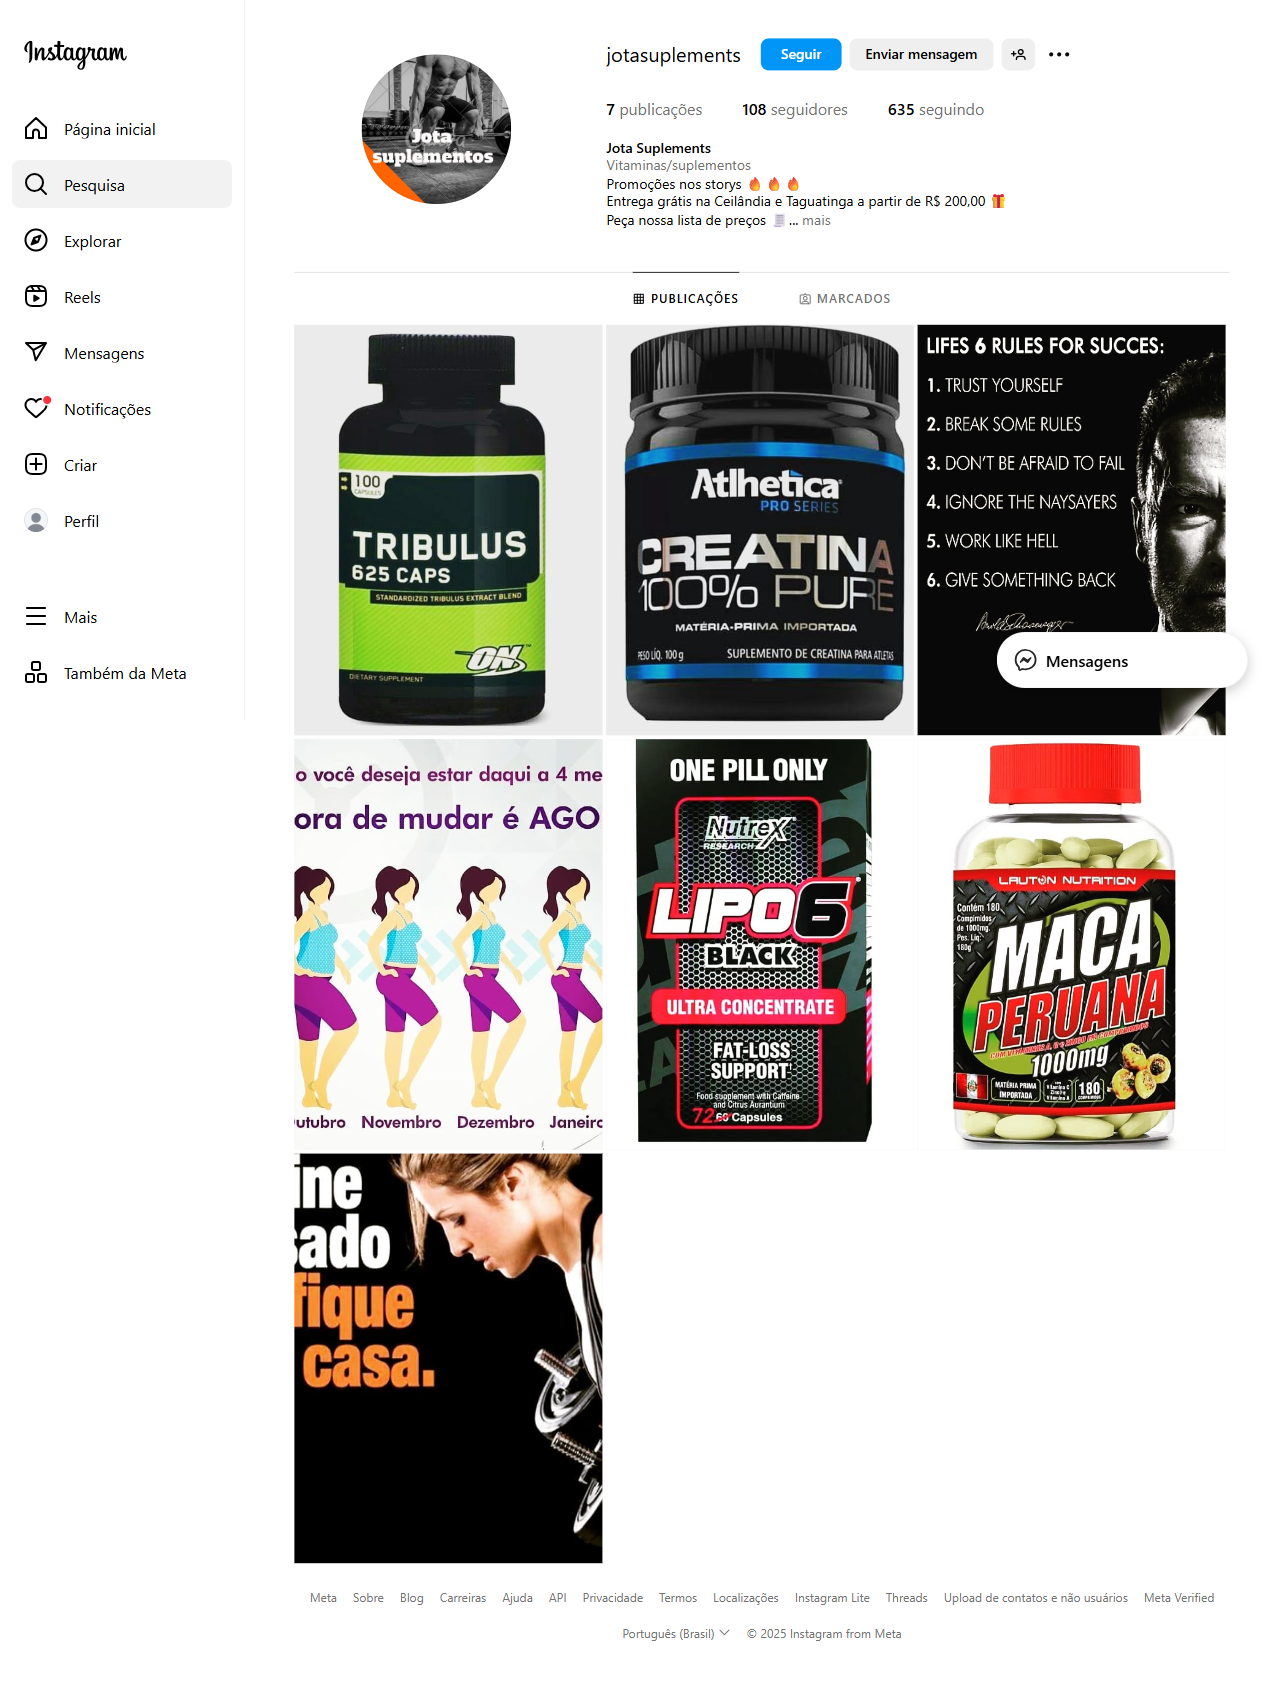 Instagram
Página inicial
Pesquisa
Explorar
Reels
Mensagens
Notificações
Criar
Perfil
Mais
Também da Meta
Jota
suplementos
jotasuplements
Seguir
Enviar mensagem
7 publicações
108 seguidores
635 seguindo
Jota Suplements
Vitaminas/suplementos
Promoções nos storys 🔥 🔥 🔥
Entrega grátis na Ceilândia e Taguatinga a partir de R$ 200,00 🎁
Peça nossa lista de preços 🧾... mais
PUBLICAÇÕES
MARCADOS
100
CAPSULES
TRIBULUS
625 CAPS
STANDARDIZED TRIBULUS EXTRACT BLEND
ON
DIETARY SUPPLEMENT
Atlhetica
PRO SERIES
CREATINA
100% PURE
MATÉRIA-PRIMA IMPORTADA
PESO LÍQ. 100 g
SUPLEMENTO DE CREATINA PARA ATLETAS
LIFES 6 RULES FOR SUCCES:
1. TRUST YOURSELF
2. BREAK SOME RULES
3. DON'T BE AFRAID TO FAIL
4. IGNORE THE NAYSAYERS
5. WORK LIKE HELL
6. GIVE SOMETHING BACK
Mensagens
o você deseja estar daqui a 4 me
ora de mudar é AGO
utubro Novembro Dezembro Janeiro
ONE PILL ONLY
Nutrex
RESEARCH
LIPO6
BLACK
ULTRA CONCENTRATE
FAT-LOSS
SUPPORT
Food supplement with Caffeine
and Citrus Aurantium
72 60 Capsules
LAUTON NUTRITION
Contém 180
Comprimidos
de 1000mg.
Pes. Liq.
180g
MACA
PERUANA
1000mg
MATÉRIA PRIMA
IMPORTADA
Vitamina C
Zinco
Vitamina A
180
COMPRIMIDOS
ine
sado
fique
casa.
Meta
Sobre
Blog
Carreiras
Ajuda
API
Privacidade
Termos
Localizações
Instagram Lite
Threads
Upload de contatos e não usuários
Meta Verified
Português (Brasil)
© 2025 Instagram from Meta